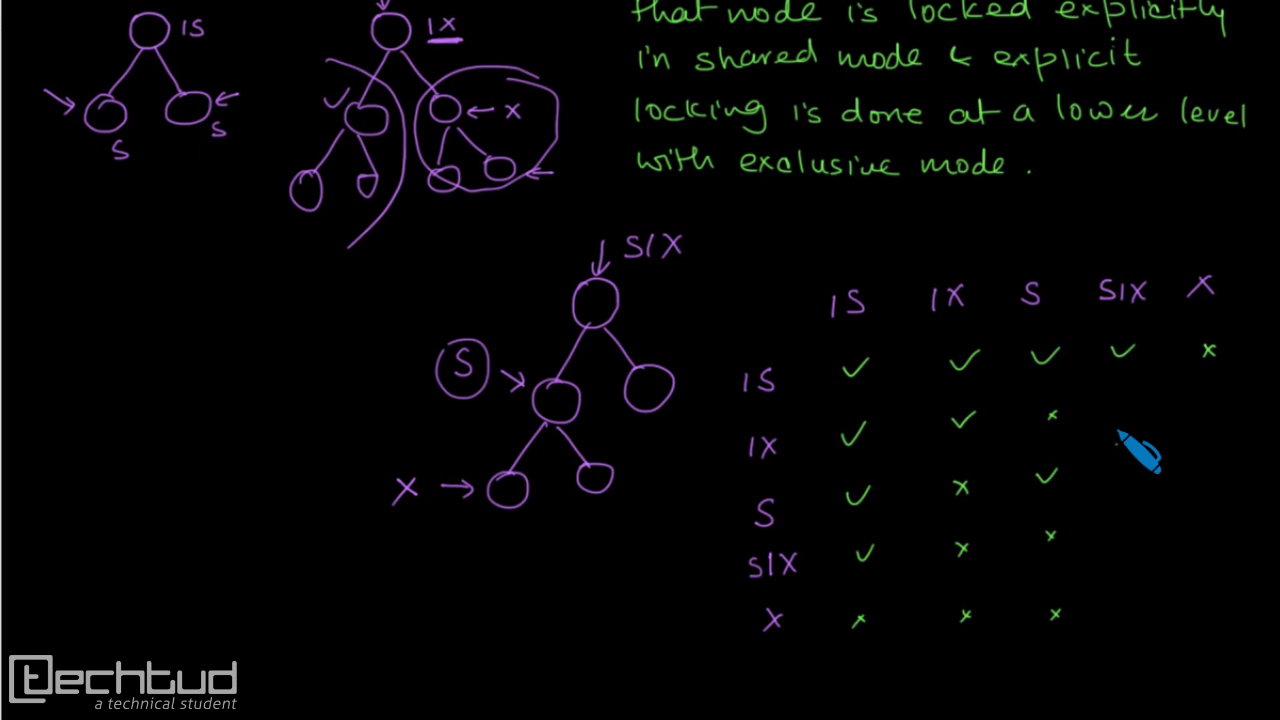 IS
IX
that node is locked explicitly
in shared mode & explicit
locking is done at a lower level
with exclusive mode.
S
S
X
SIX
S
X
IS IX S SIX X
IS ✓ ✓ ✓ ✓ x
IX ✓ ✓ x
S ✓ x ✓
SIX ✓ x x
X x x x
techtud
a technical student